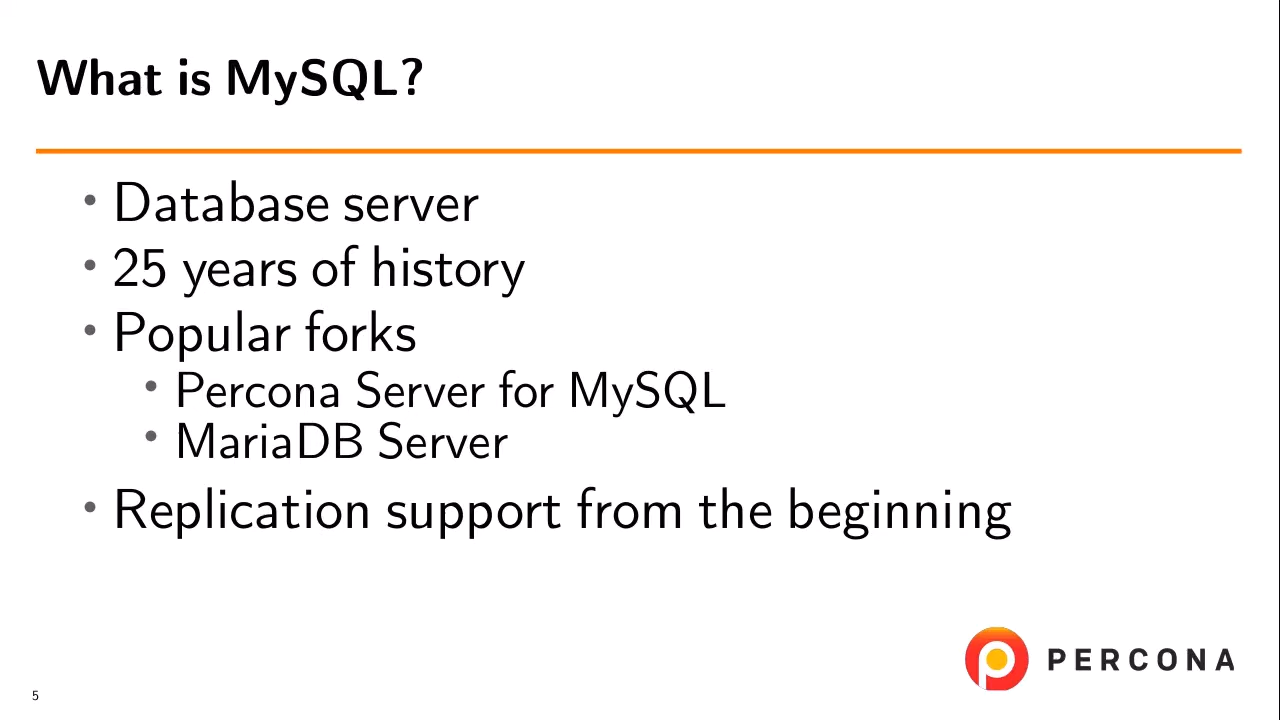 What is MySQL?
• Database server
• 25 years of history
• Popular forks
• Percona Server for MySQL
• MariaDB Server
• Replication support from the beginning
PERCONA
5